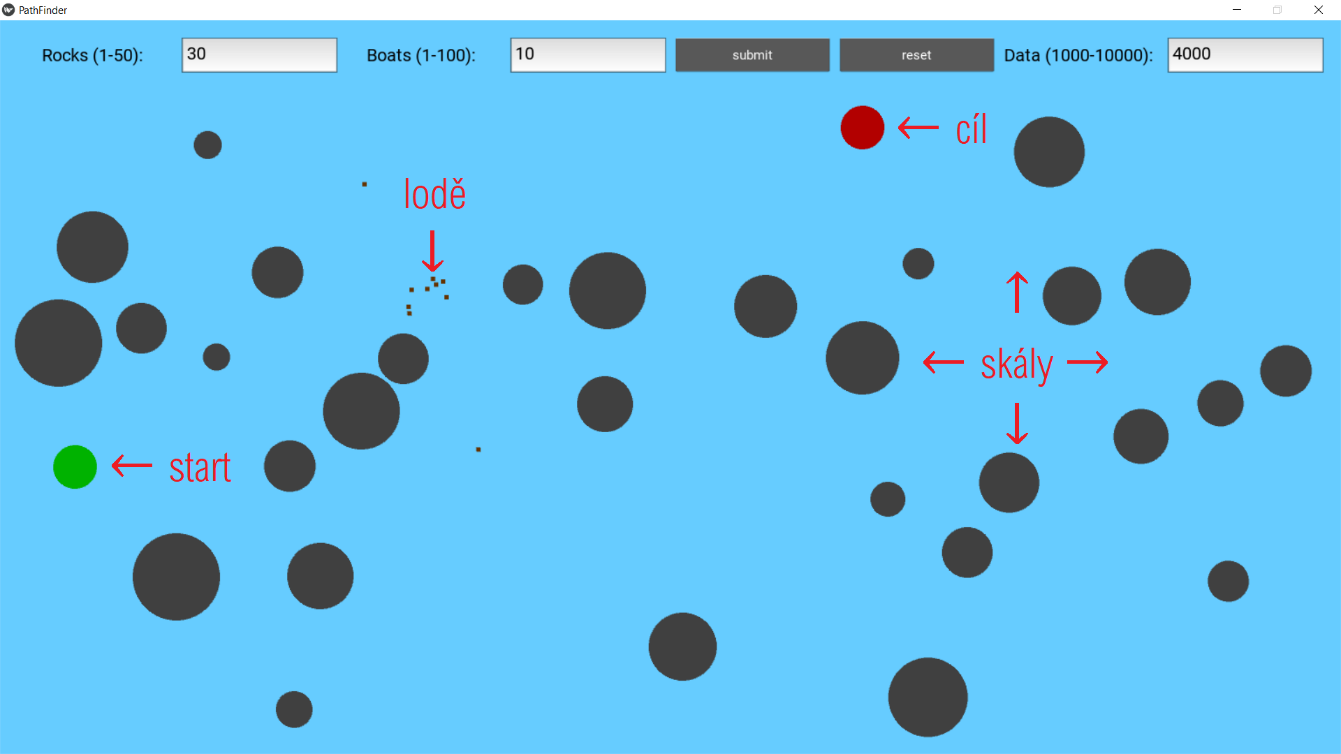 PathFinder
Rocks (1-50): 30 Boats (1-100): 10 submit reset Data (1000-10000): 4000
← cíl
lodě
↓
↑
← skály →
↓
← start